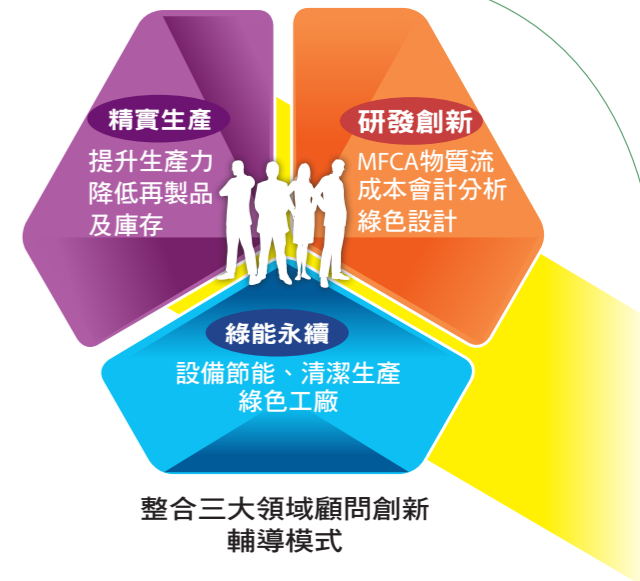 精實生產
提升生產力
降低再製品
及庫存
研發創新
MFCA物質流
成本會計分析
綠色設計
綠能永續
設備節能、清潔生產
綠色工廠
整合三大領域顧問創新
輔導模式